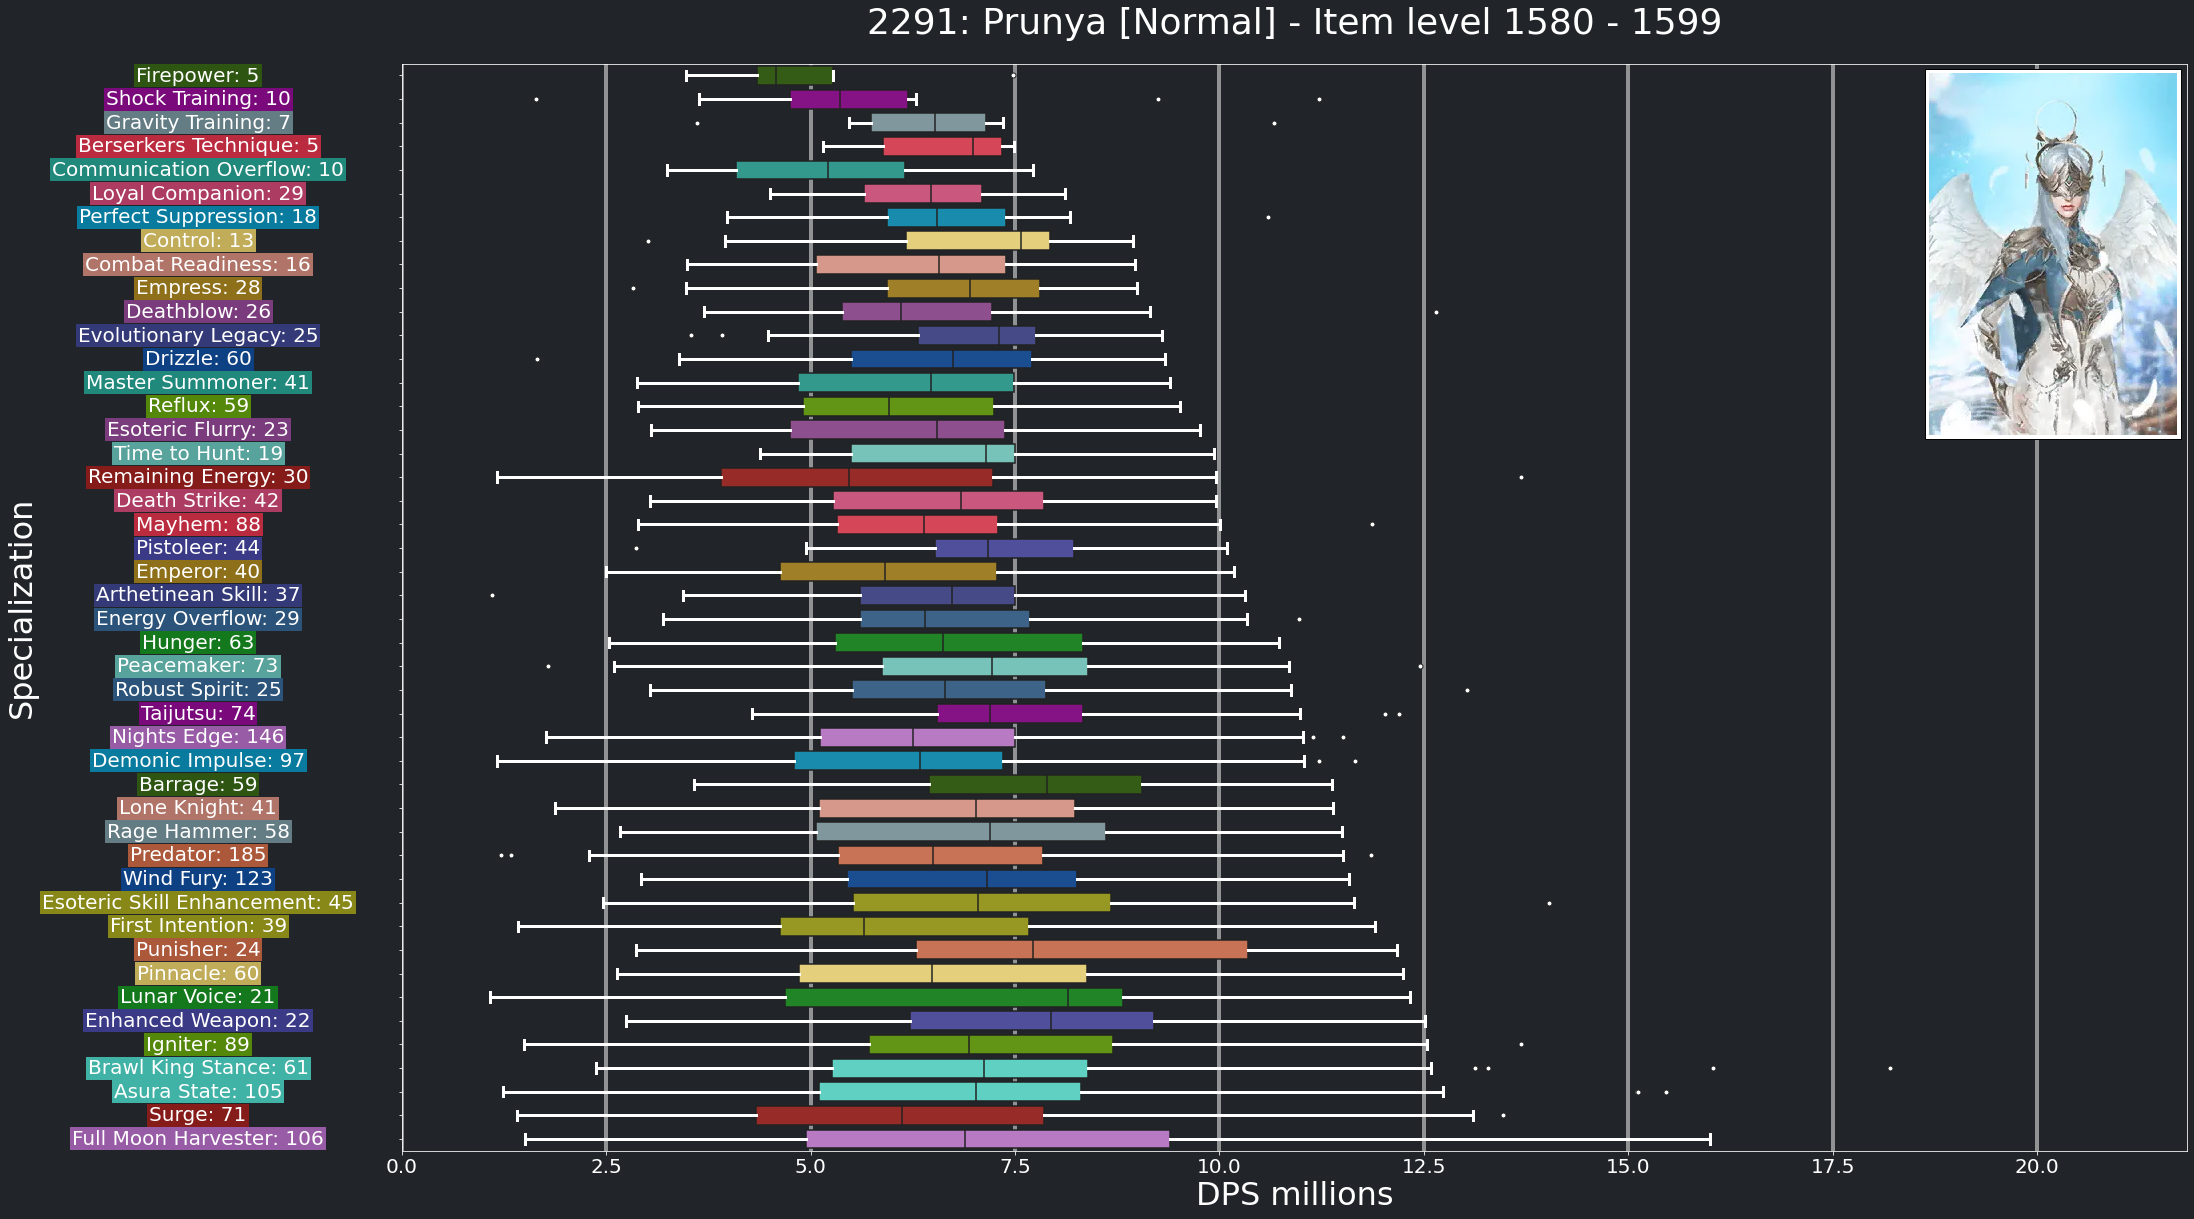 2291: Prunya [Normal] - Item level 1580 - 1599
Firepower: 5
Shock Training: 10
Gravity Training: 7
Berserkers Technique: 5
Communication Overflow: 10
Loyal Companion: 29
Perfect Suppression: 18
Control: 13
Combat Readiness: 16
Empress: 28
Deathblow: 26
Evolutionary Legacy: 25
Drizzle: 60
Master Summoner: 41
Reflux: 59
Esoteric Flurry: 23
Time to Hunt: 19
Remaining Energy: 30
Death Strike: 42
Mayhem: 88
Pistoleer: 44
Emperor: 40
Arthetinean Skill: 37
Energy Overflow: 29
Hunger: 63
Peacemaker: 73
Robust Spirit: 25
Taijutsu: 74
Nights Edge: 146
Demonic Impulse: 97
Barrage: 59
Lone Knight: 41
Rage Hammer: 58
Predator: 185
Wind Fury: 123
Esoteric Skill Enhancement: 45
First Intention: 39
Punisher: 24
Pinnacle: 60
Lunar Voice: 21
Enhanced Weapon: 22
Igniter: 89
Brawl King Stance: 61
Asura State: 105
Surge: 71
Full Moon Harvester: 106
Specialization
0.0 2.5 5.0 7.5 10.0 12.5 15.0 17.5 20.0
DPS millions